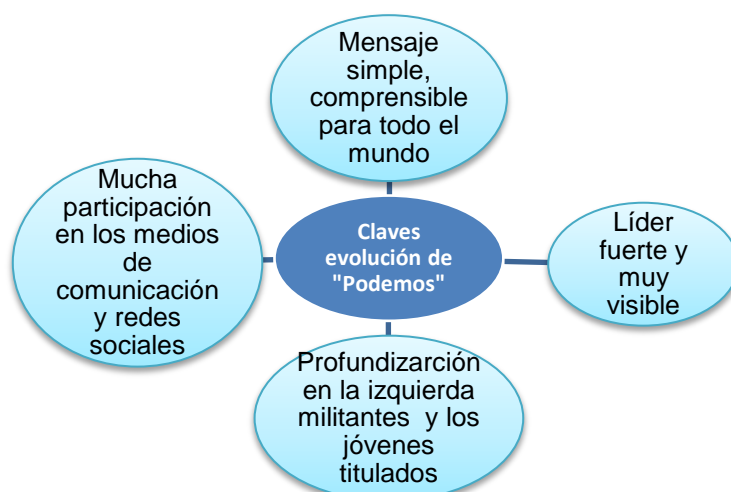 Mensaje
simple,
comprensible
para todo el
mundo
Mucha
participación
en los medios
de
comunicación
y redes
sociales
Claves
evolución de
"Podemos"
Líder
fuerte y
muy
visible
Profundizarción
en la izquierda
militantes y los
jóvenes
titulados